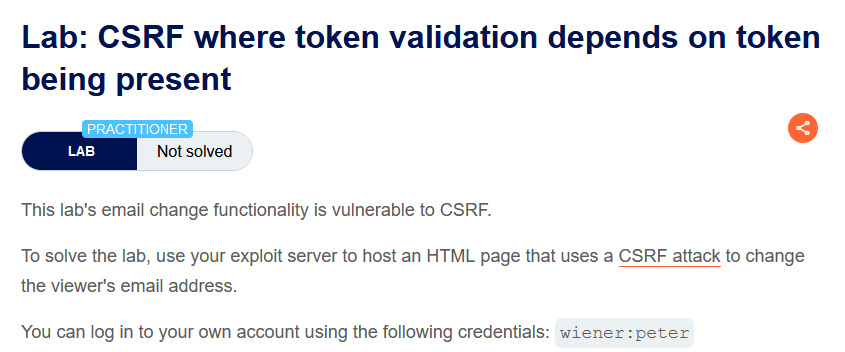 Lab: CSRF where token validation depends on token
being present
PRACTITIONER
LAB Not solved
This lab's email change functionality is vulnerable to CSRF.
To solve the lab, use your exploit server to host an HTML page that uses a CSRF attack to change
the viewer's email address.
You can log in to your own account using the following credentials: wiener:peter